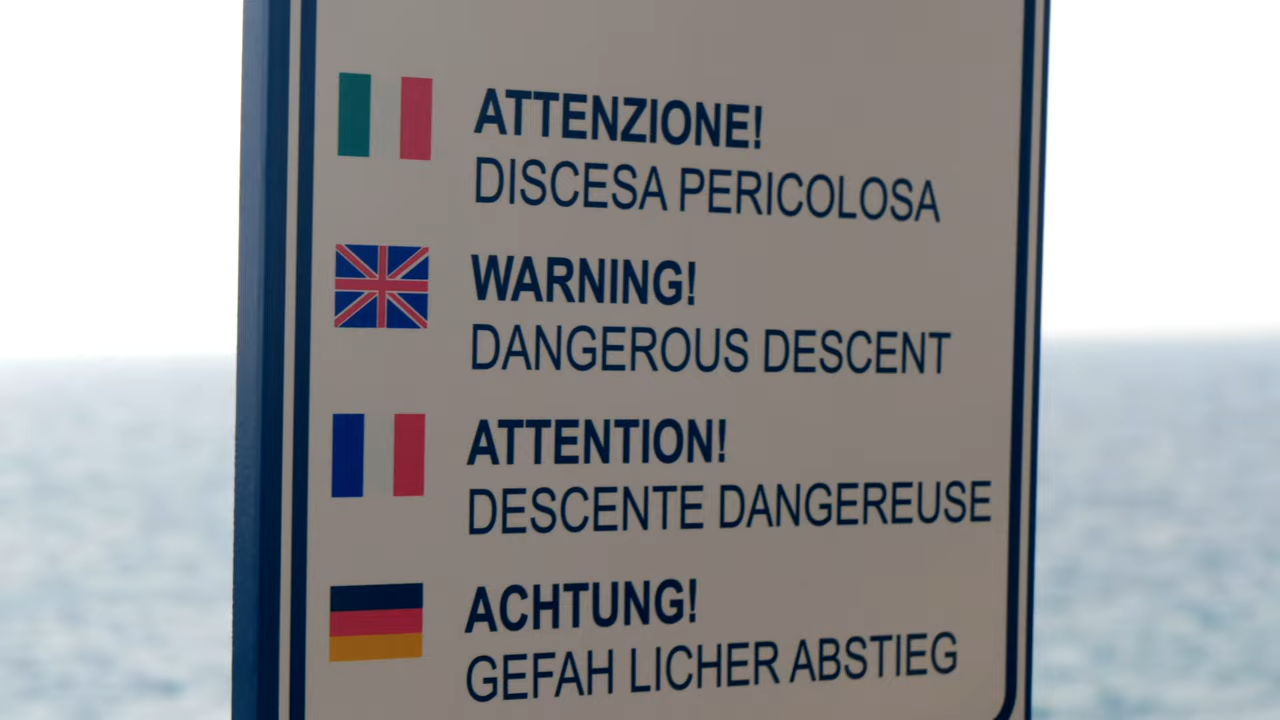 ATTENZIONE!
DISCESA PERICOLOSA
WARNING!
DANGEROUS DESCENT
ATTENTION!
DESCENTE DANGEREUSE
ACHTUNG!
GEFAH LICHER ABSTIEG